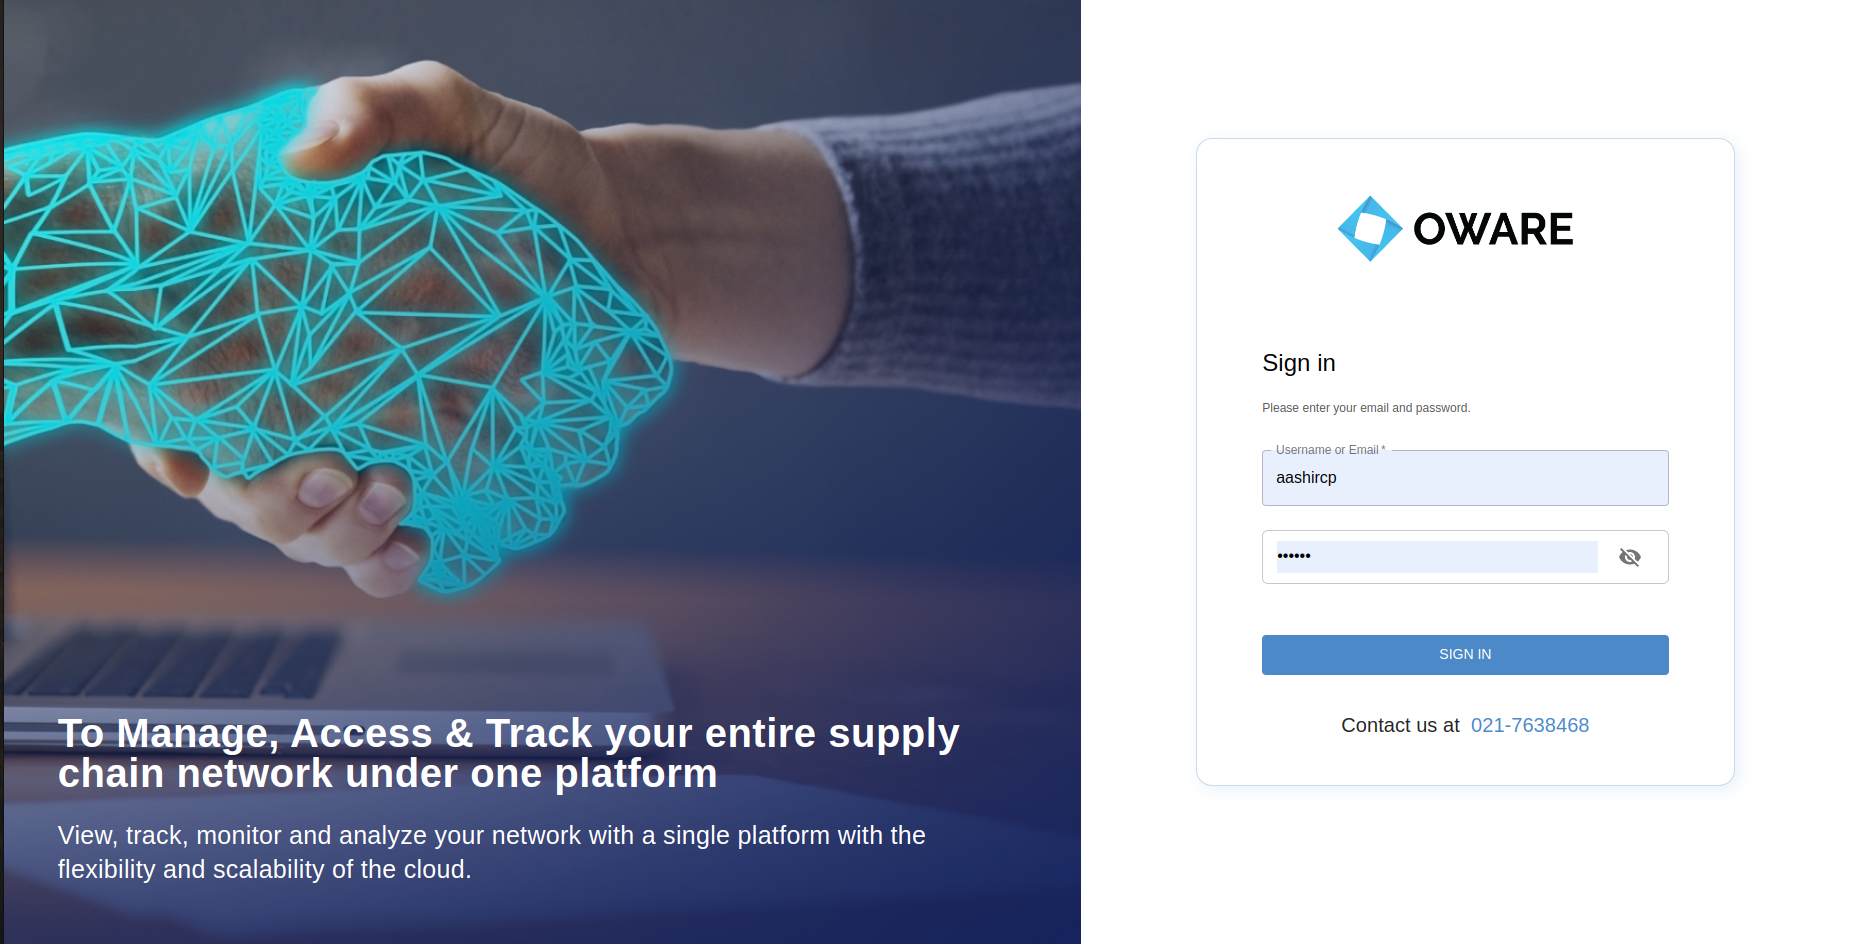 To Manage, Access & Track your entire supply
chain network under one platform
View, track, monitor and analyze your network with a single platform with the
flexibility and scalability of the cloud.
OWARE
Sign in
Please enter your email and password.
Username or Email *
aashircp
••••••
SIGN IN
Contact us at 021-7638468